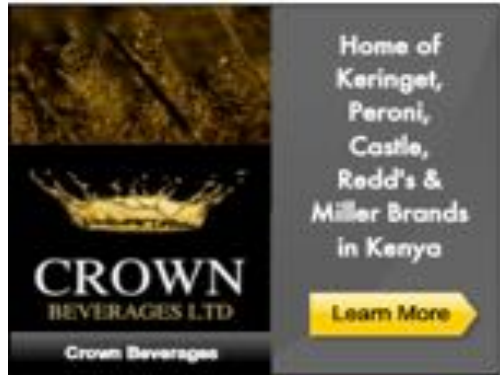 CROWN
BEVERAGES LTD
Crown Beverages
Home of
Keringet,
Peroni,
Castle,
Redd's &
Miller Brands
in Kenya
Learn More